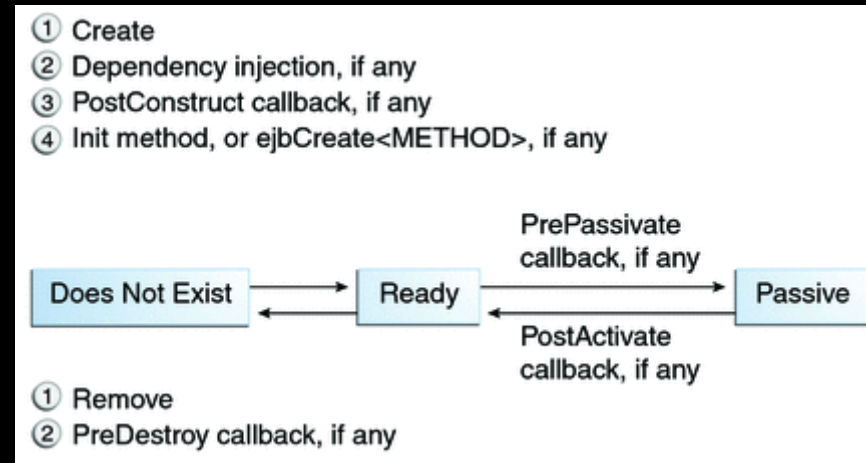 1 Create
2 Dependency injection, if any
3 PostConstruct callback, if any
4 Init method, or ejbCreate<METHOD>, if any
PrePassivate
callback, if any
Does Not Exist
Ready
Passive
PostActivate
callback, if any
1 Remove
2 PreDestroy callback, if any